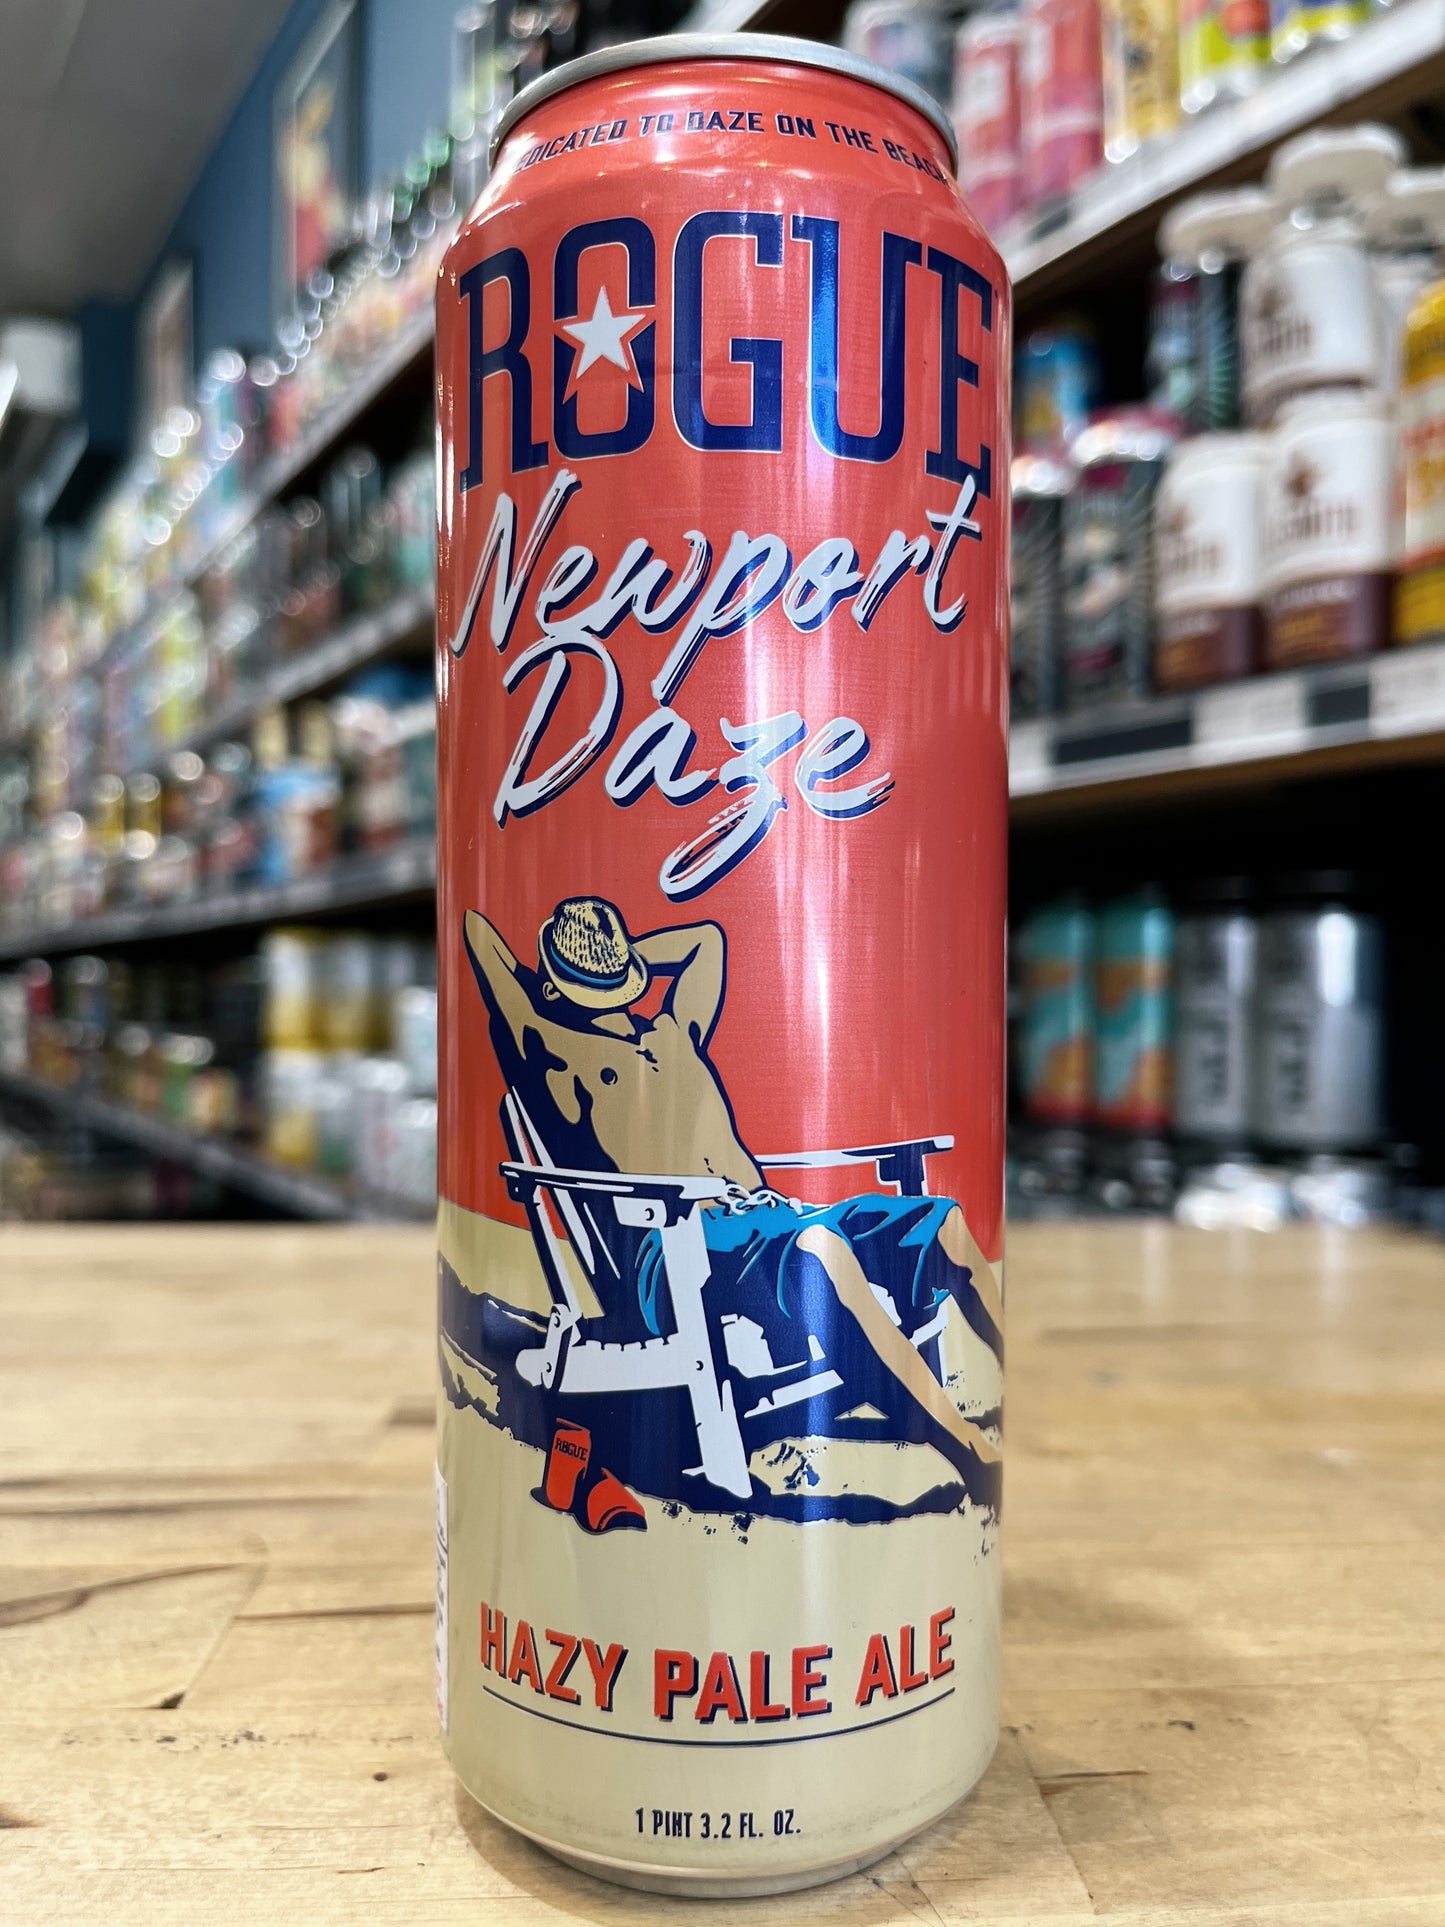 DEDICATED TO DAZE ON THE BEACH
ROGUE
Newport
Daze
ROGUE
HAZY PALE ALE
1 PINT 3.2 FL. OZ.